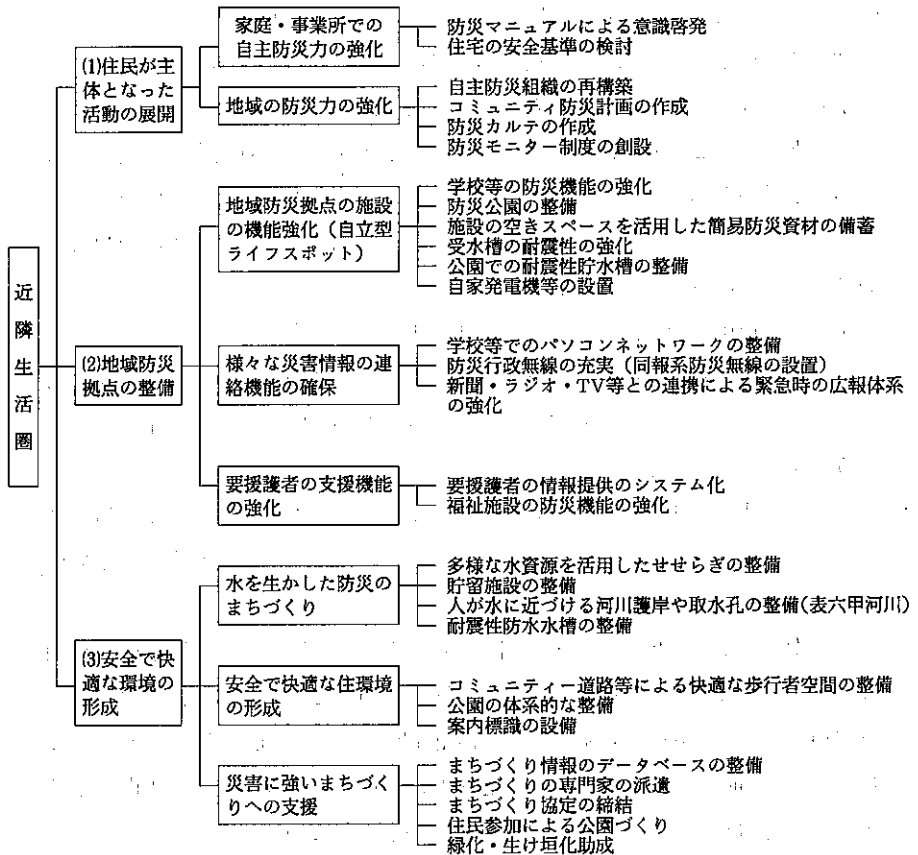 近隣生活圏
(1)住民が主
体となった
活動の展開
家庭・事業所での
自主防災力の強化
防災マニュアルによる意識啓発
住宅の安全基準の検討
地域の防災力の強化
自主防災組織の再構築
コミュニティ防災計画の作成
防災カルテの作成
防災モニター制度の創設
(2)地域防災
拠点の整備
地域防災拠点の施設
の機能強化（自立型
ライフスポット）
学校等の防災機能の強化
防災公園の整備
施設の空きスペースを活用した簡易防災資材の備蓄
受水槽の耐震性の強化
公園での耐震性貯水槽の整備
自家発電機等の設置
様々な災害情報の連
絡機能の確保
学校等でのパソコンネットワークの整備
防災行政無線の充実（同報系防災無線の設置）
新聞・ラジオ・TV等との連携による緊急時の広報体系
の強化
要援護者の支援機能
の強化
要援護者の情報提供のシステム化
福祉施設の防災機能の強化
(3)安全で快
適な環境の
形成
水を生かした防災の
まちづくり
多様な水資源を活用したせせらぎの整備
貯留施設の整備
人が水に近づける河川護岸や取水孔の整備(表六甲河川)
耐震性防水水槽の整備
安全で快適な住環境
の形成
コミュニティー道路等による快適な歩行者空間の整備
公園の体系的な整備
案内標識の設備
災害に強いまちづく
りへの支援
まちづくり情報のデータベースの整備
まちづくりの専門家の派遣
まちづくり協定の締結
住民参加による公園づくり
緑化・生け垣化助成